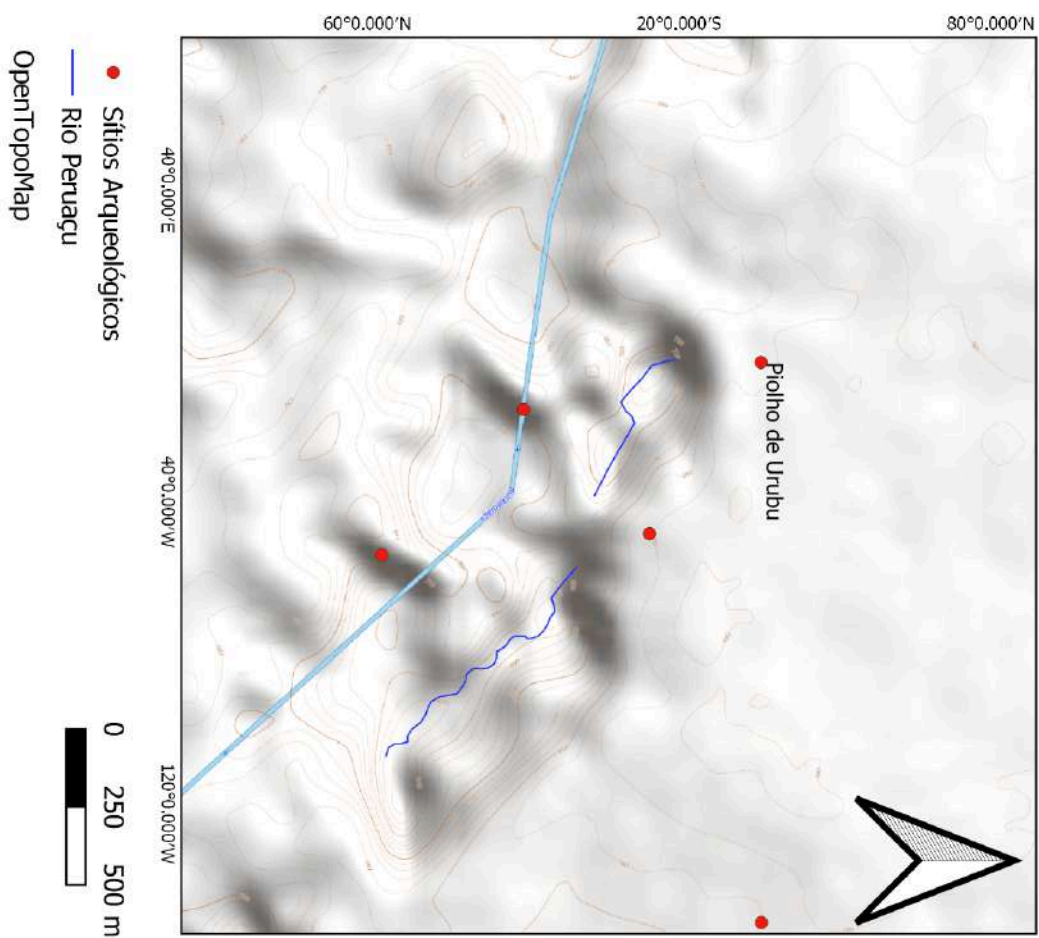 60°0.000′N
20°0.000′S
80°0.000′N
40°0.000′E
40°0.000′W
120°0.000′W
Piolho de Urubu
Sítios Arqueológicos
Rio Peruaçu
OpenTopoMap
0 250 500 m